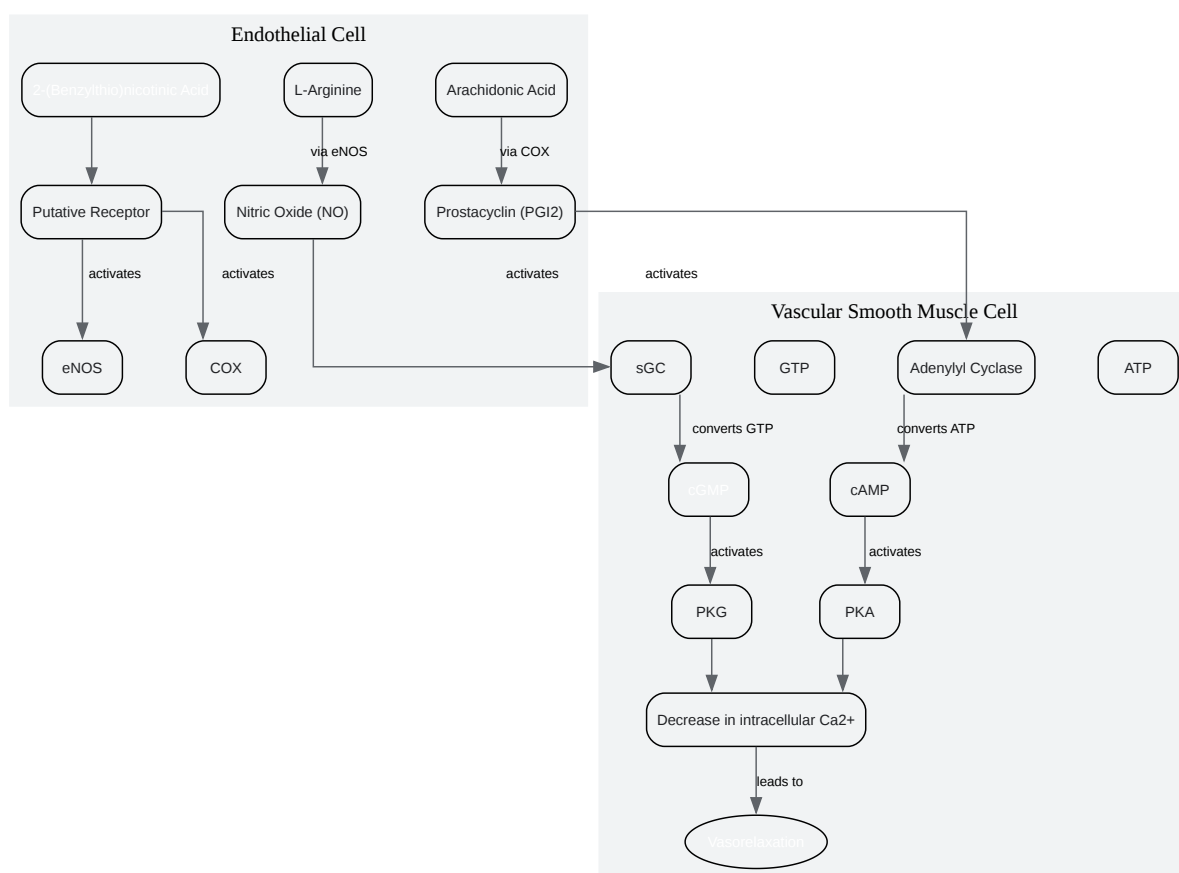 Endothelial Cell
2-(Benzylthio)nicotinic Acid
L-Arginine
Arachidonic Acid
via eNOS
via COX
Putative Receptor
Nitric Oxide (NO)
Prostacyclin (PGI2)
activates
activates
activates
activates
Vascular Smooth Muscle Cell
eNOS
COX
sGC
GTP
Adenylyl Cyclase
ATP
converts GTP
converts ATP
cGMP
cAMP
activates
activates
PKG
PKA
Decrease in intracellular Ca2+
leads to
Vasorelaxation